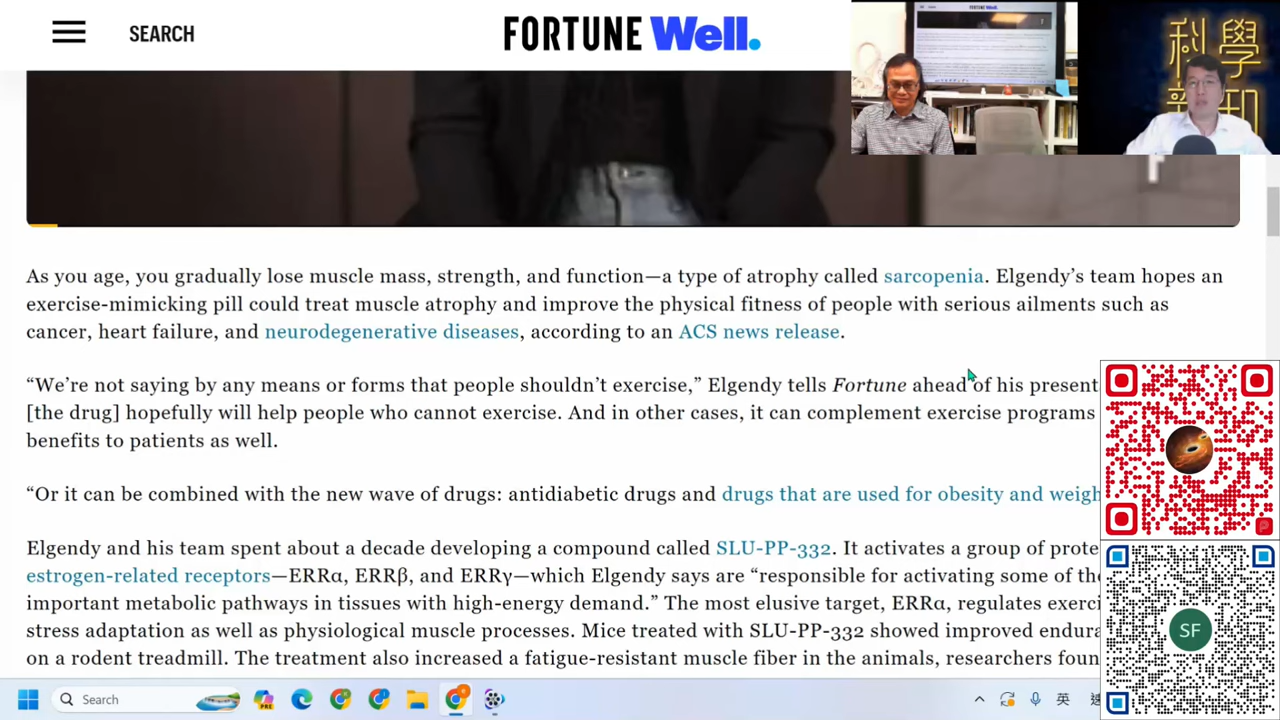 SEARCH
FORTUNE Well.
科學
新知
As you age, you gradually lose muscle mass, strength, and function—a type of atrophy called sarcopenia. Elgendy’s team hopes an
exercise-mimicking pill could treat muscle atrophy and improve the physical fitness of people with serious ailments such as
cancer, heart failure, and neurodegenerative diseases, according to an ACS news release.
“We’re not saying by any means or forms that people shouldn’t exercise,” Elgendy tells Fortune ahead of his present
[the drug] hopefully will help people who cannot exercise. And in other cases, it can complement exercise programs
benefits to patients as well.
“Or it can be combined with the new wave of drugs: antidiabetic drugs and drugs that are used for obesity and weigh
Elgendy and his team spent about a decade developing a compound called SLU-PP-332. It activates a group of prote
estrogen-related receptors—ERRα, ERRβ, and ERRγ—which Elgendy says are “responsible for activating some of the
important metabolic pathways in tissues with high-energy demand.” The most elusive target, ERRα, regulates exerci
stress adaptation as well as physiological muscle processes. Mice treated with SLU-PP-332 showed improved endura
on a rodent treadmill. The treatment also increased a fatigue-resistant muscle fiber in the animals, researchers foun
SF
Search
英